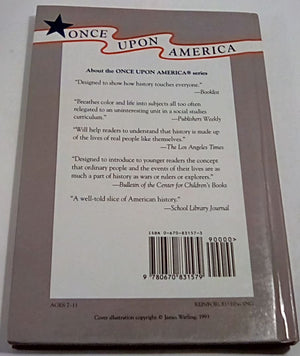 ONCE
UPON
AMERICA
About the ONCE UPON AMERICA® series
"Designed to show how history touches everyone."
—Booklist
"Breathes color and life into subjects all too often
relegated to an uninteresting unit in a social studies
curriculum."
—Publishers Weekly
"Will help readers to understand that history is made up
of the lives of real people like themselves."
—The Los Angeles Times
"Designed to introduce to younger readers the concept
that ordinary people and the events of their lives are as
much a part of history as wars or rulers or explorers."
—Bulletin of the Center for Children's Books
"A well-told slice of American history."
—School Library Journal
ISBN 0-670-83157-5
90000>
9 780670 831579
AGES 7-11
Cover illustration copyright © James Watling, 1991